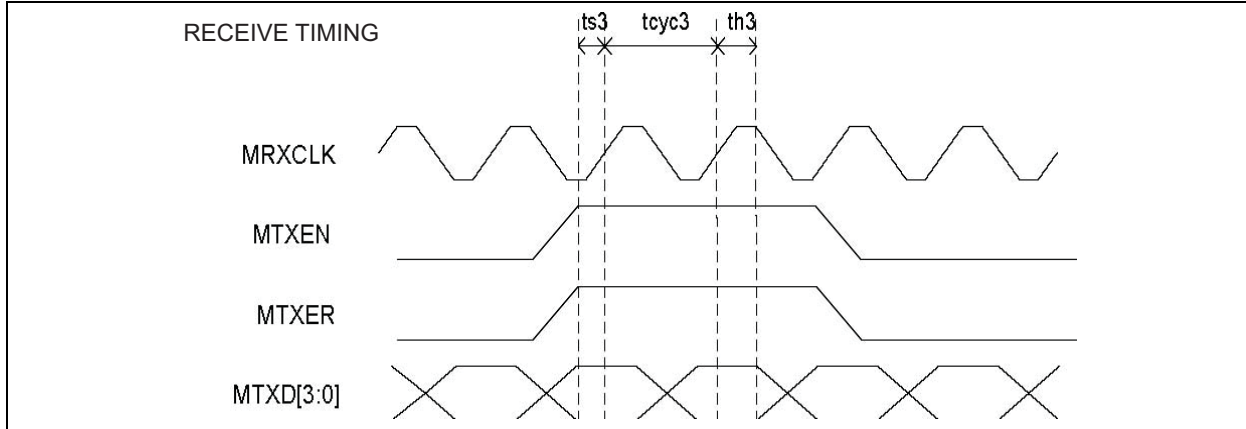 ts3 tcyc3 th3
RECEIVE TIMING
MRXCLK
MTXEN
MTXER
MTXD[3:0]